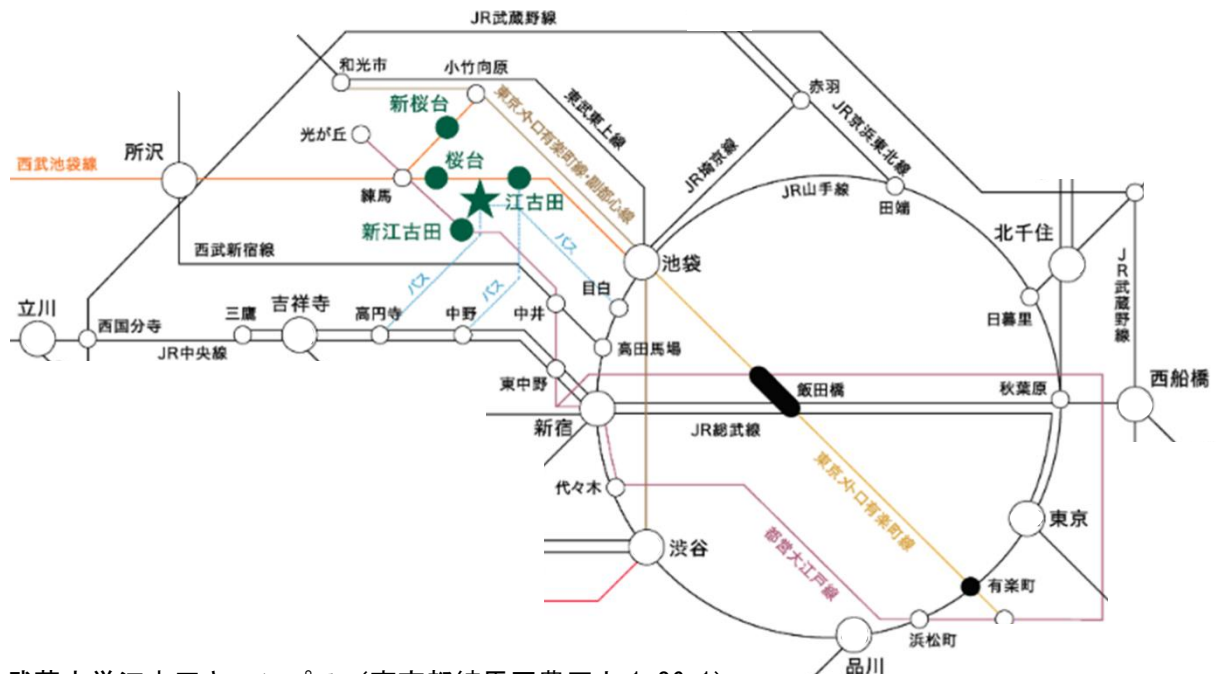 JR武蔵野線
和光市
小竹向原
赤羽
新桜台
東京メトロ有楽町線・副都心線
東武東上線
JR京浜東北線
光が丘
所沢
西武池袋線
桜台
JR埼京線
JR山手線
練馬
江古田
田端
新江古田
北千住
西武新宿線
バス
池袋
JR武蔵野線
バス
バス
目白
立川
吉祥寺
三鷹
高円寺
中野
中井
日暮里
西国分寺
JR中央線
高田馬場
東中野
飯田橋
秋葉原
西船橋
新宿
JR総武線
東京メトロ有楽町線
代々木
東京
渋谷
都営大江戸線
有楽町
浜松町
品川